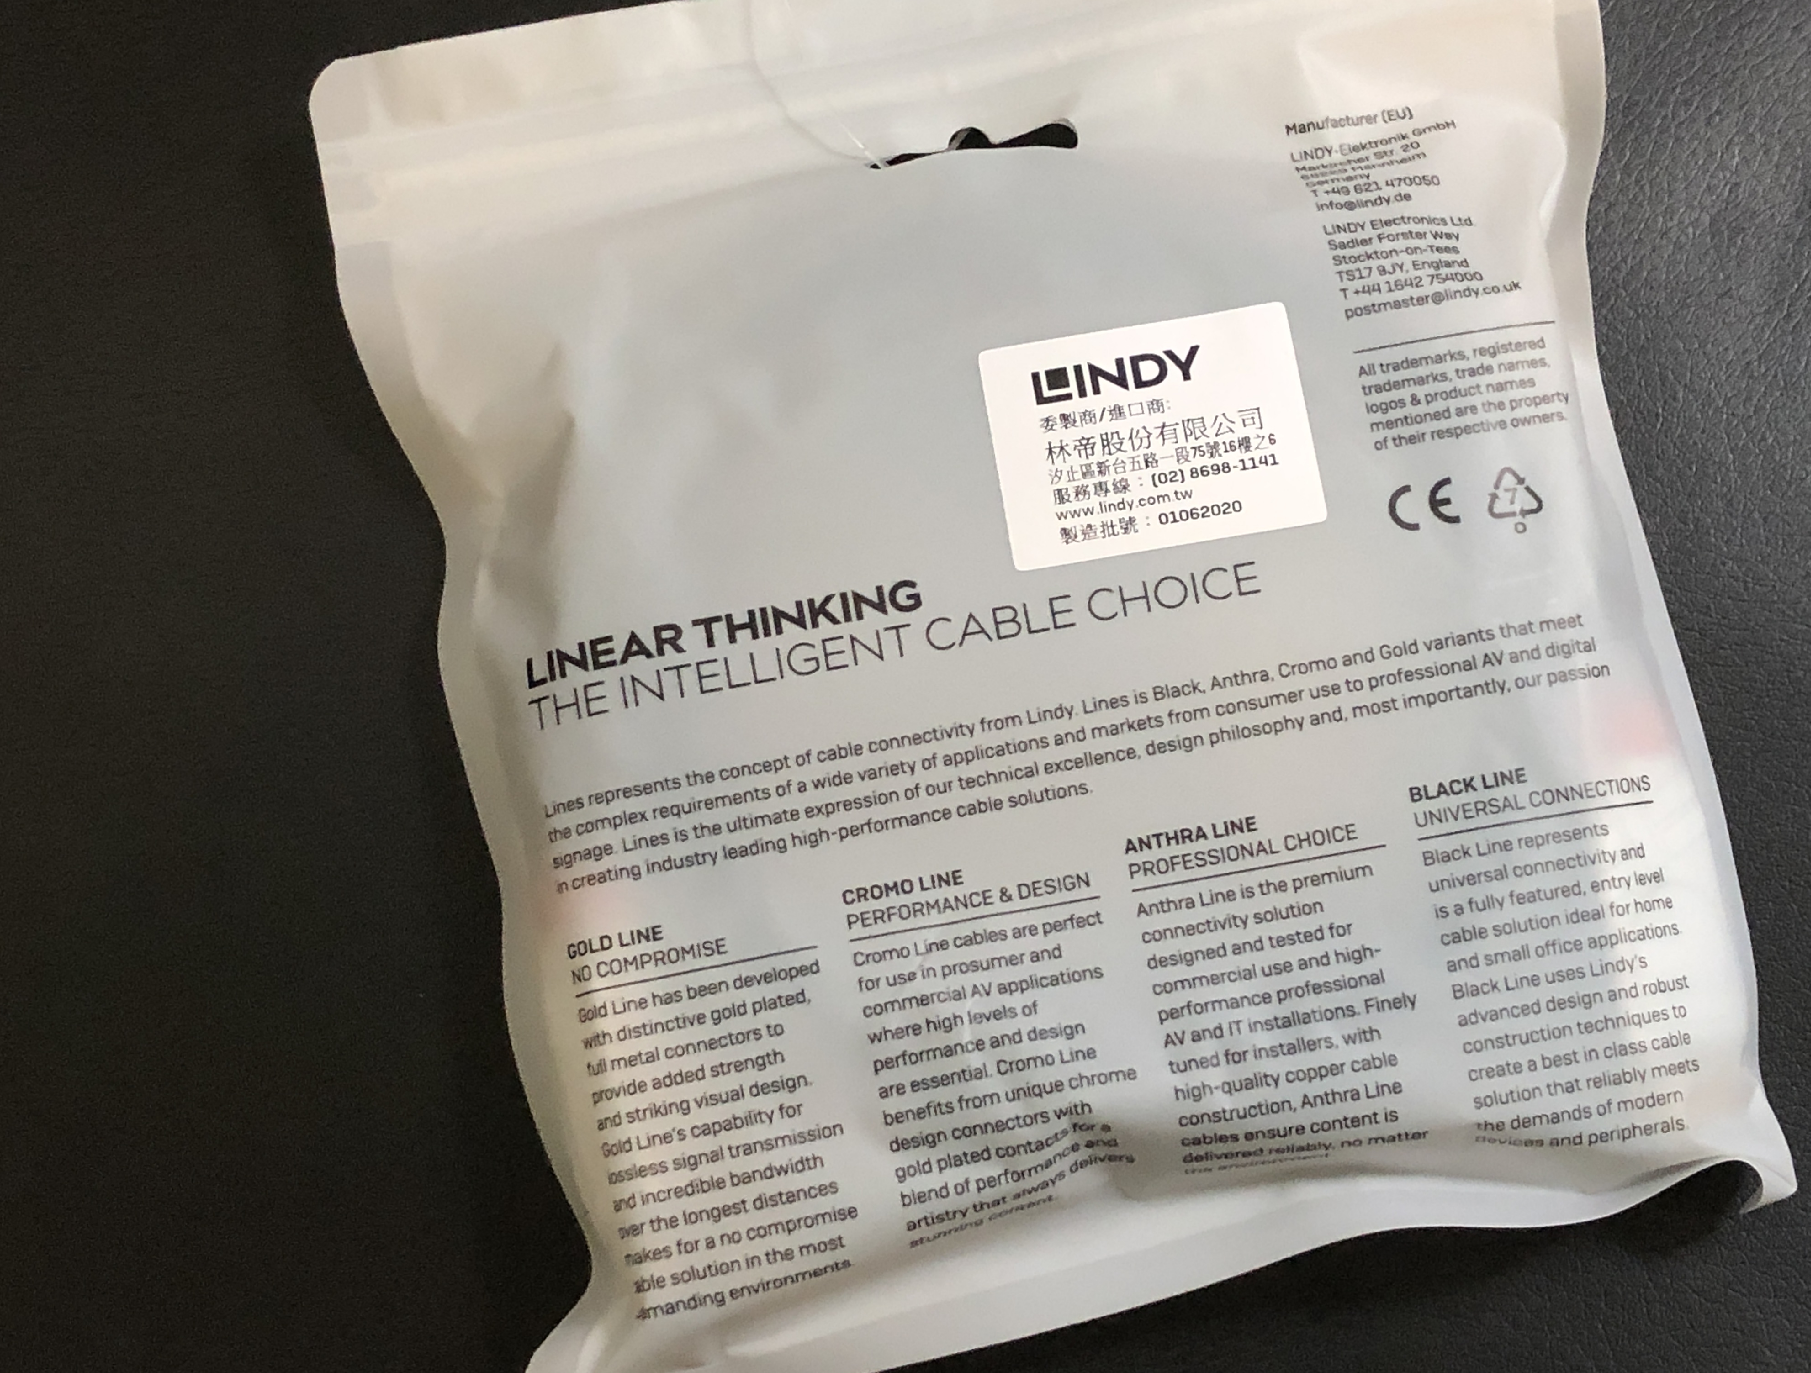 Manufacturer (EU)
LINDY-Elektronik GmbH
Markircher Str. 20
68229 Mannheim
Germany
T +49 621 470050
info@lindy.de
LINDY Electronics Ltd
Sadler Forster Way
Stockton-on-Tees
TS17 9JY, England
T +44 1642 754000
postmaster@lindy.co.uk
All trademarks, registered
trademarks, trade names,
logos & product names
mentioned are the property
of their respective owners.
CE
7
O
LINDY
委製商/進口商:
林帝股份有限公司
汐止區新台五路一段75號16樓之6
服務專線：(02) 8698-1141
www.lindy.com.tw
製造批號：01062020
LINEAR THINKING
THE INTELLIGENT CABLE CHOICE
Lines represents the concept of cable connectivity from Lindy. Lines is Black, Anthra, Cromo and Gold variants that meet
the complex requirements of a wide variety of applications and markets from consumer use to professional AV and digital
signage. Lines is the ultimate expression of our technical excellence, design philosophy and, most importantly, our passion
in creating industry leading high-performance cable solutions.
GOLD LINE
NO COMPROMISE
Gold Line has been developed
with distinctive gold plated,
full metal connectors to
provide added strength
and striking visual design.
Gold Line's capability for
lossless signal transmission
and incredible bandwidth
over the longest distances
makes for a no compromise
able solution in the most
manding environments.
CROMO LINE
PERFORMANCE & DESIGN
Cromo Line cables are perfect
for use in prosumer and
commercial AV applications
where high levels of
performance and design
are essential. Cromo Line
benefits from unique chrome
design connectors with
gold plated contacts for a
blend of performance and
artistry that always delivers
stunning content.
ANTHRA LINE
PROFESSIONAL CHOICE
Anthra Line is the premium
connectivity solution
designed and tested for
commercial use and high-
performance professional
AV and IT installations. Finely
tuned for installers, with
high-quality copper cable
construction, Anthra Line
cables ensure content is
delivered reliably, no matter
the environment.
BLACK LINE
UNIVERSAL CONNECTIONS
Black Line represents
universal connectivity and
is a fully featured, entry level
cable solution ideal for home
and small office applications.
Black Line uses Lindy's
advanced design and robust
construction techniques to
create a best in class cable
solution that reliably meets
the demands of modern
devices and peripherals.